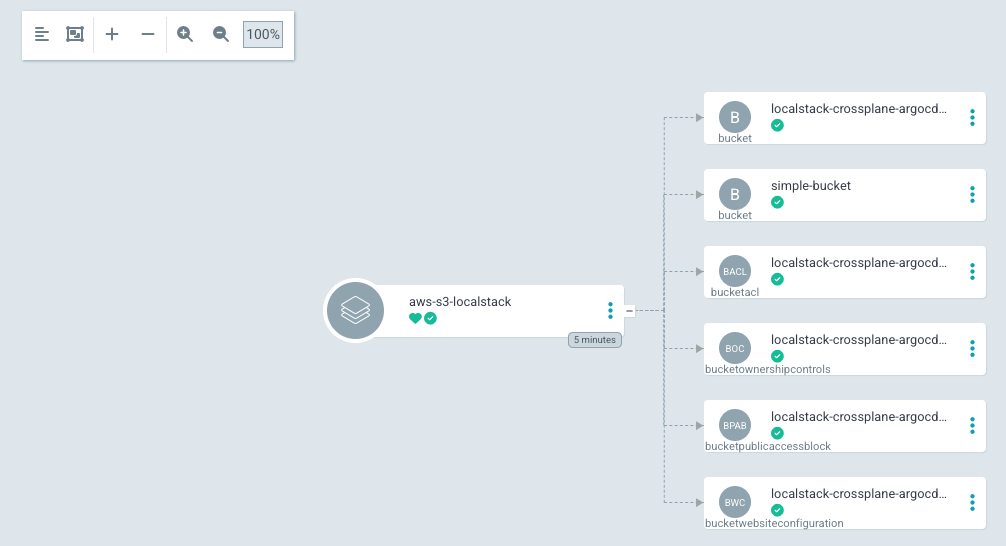 100%
B
localstack-crossplane-argocd...
bucket
B
simple-bucket
bucket
BACL
localstack-crossplane-argocd...
bucketacl
aws-s3-localstack
5 minutes
BOC
localstack-crossplane-argocd...
bucketownershipcontrols
BPAB
localstack-crossplane-argocd...
bucketpublicaccessblock
BWC
localstack-crossplane-argocd...
bucketwebsiteconfiguration